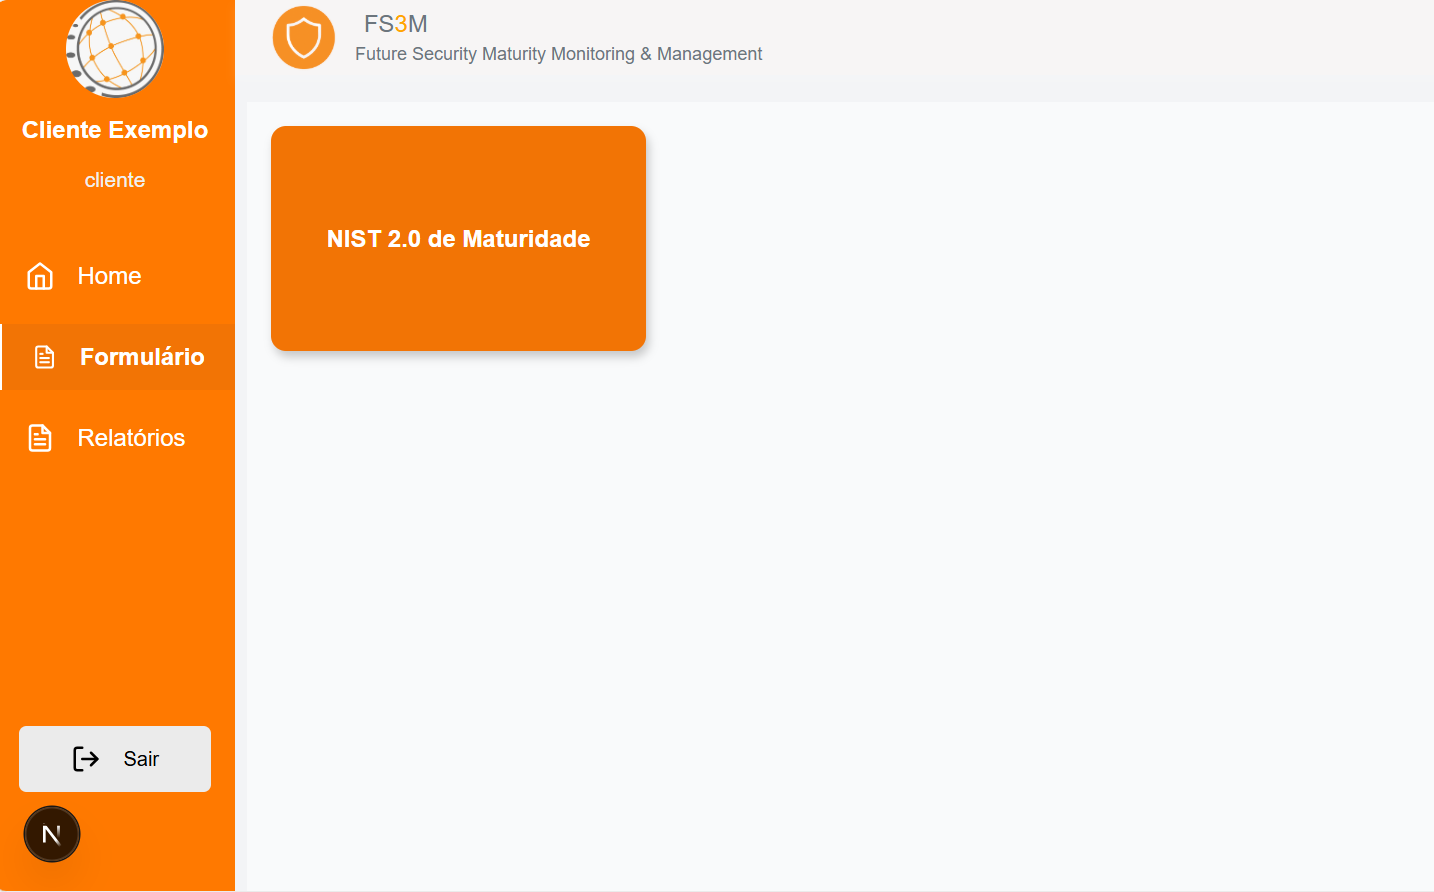 Cliente Exemplo
cliente
Home
Formulário
Relatórios
Sair
N
FS3M
Future Security Maturity Monitoring & Management
NIST 2.0 de Maturidade